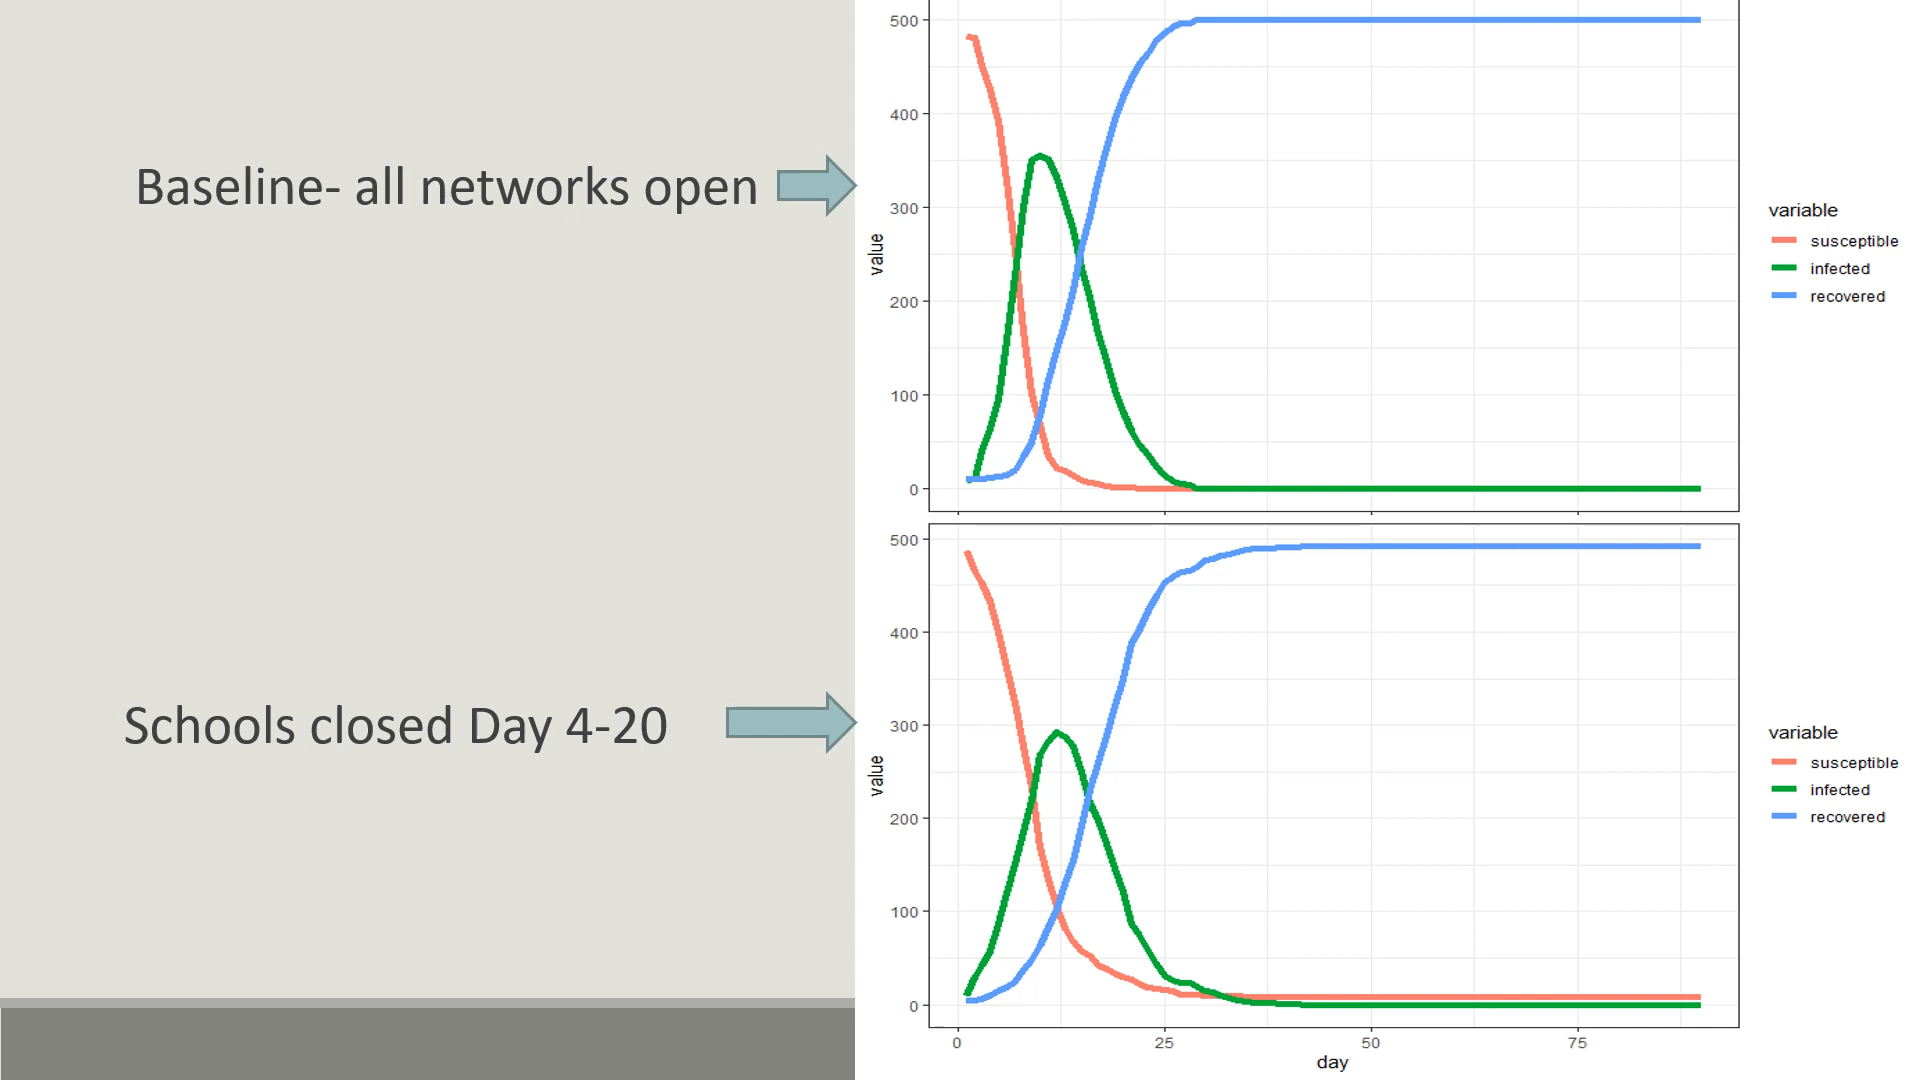 Baseline- all networks open
500
400
300
200
100
0
value
variable
susceptible
infected
recovered
Schools closed Day 4-20
500
400
300
200
100
0
value
0 25 50 75
day
variable
susceptible
infected
recovered